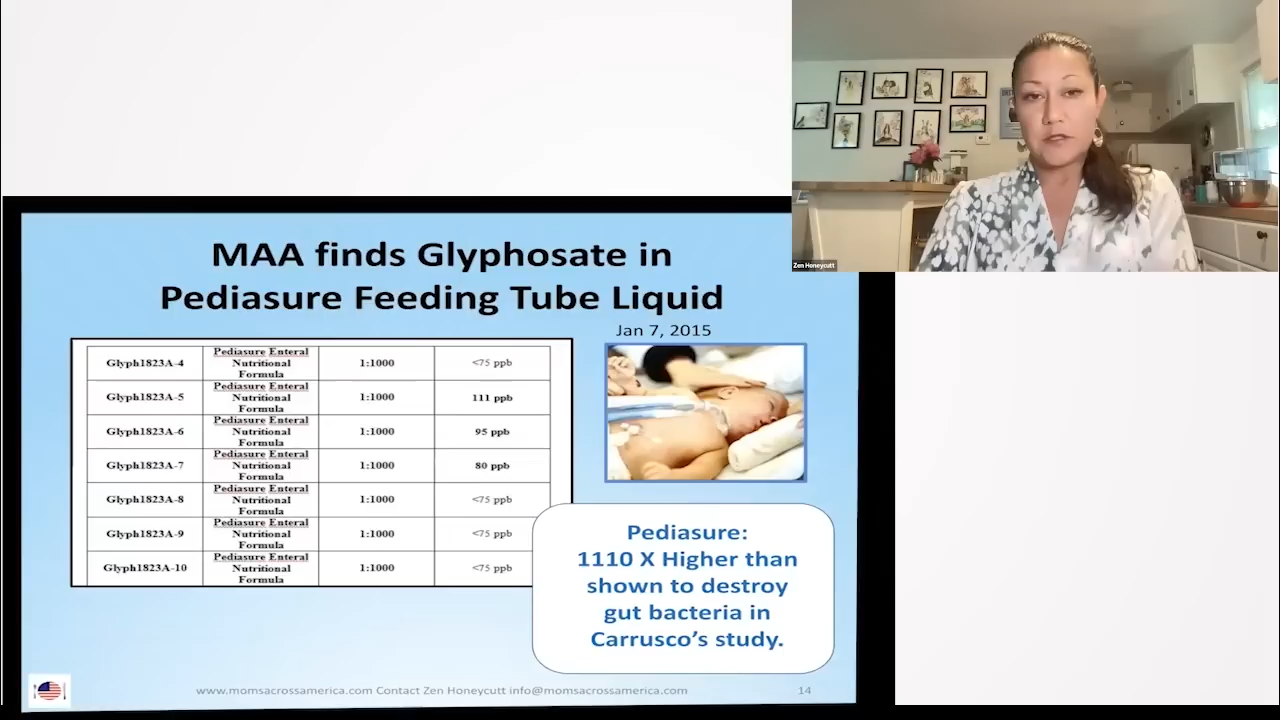 Zen Honeycutt
MAA finds Glyphosate in
Pediasure Feeding Tube Liquid
Jan 7, 2015
Glyph1823A-4
Pediasure Enteral
Nutritional
Formula
1:1000
<75 ppb
Glyph1823A-5
Pediasure Enteral
Nutritional
Formula
1:1000
111 ppb
Glyph1823A-6
Pediasure Enteral
Nutritional
Formula
1:1000
95 ppb
Glyph1823A-7
Pediasure Enteral
Nutritional
Formula
1:1000
80 ppb
Glyph1823A-8
Pediasure Enteral
Nutritional
Formula
1:1000
<75 ppb
Glyph1823A-9
Pediasure Enteral
Nutritional
Formula
1:1000
<75 ppb
Glyph1823A-10
Pediasure Enteral
Nutritional
Formula
1:1000
<75 ppb
Pediasure:
1110 X Higher than
shown to destroy
gut bacteria in
Carrusco’s study.
www.momsacrossamerica.com Contact Zen Honeycutt info@momsacrossamerica.com
14